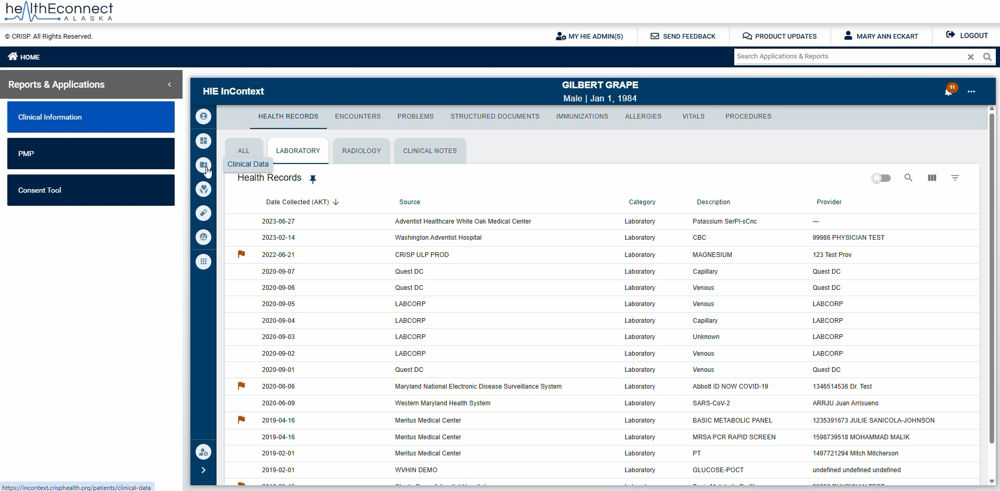 healthEconnect
ALASKA
© CRISP. All Rights Reserved.
MY HIE ADMIN(S)
SEND FEEDBACK
PRODUCT UPDATES
MARY ANN ECKART
LOGOUT
HOME
Search Applications & Reports
Reports & Applications
Clinical Information
PMP
Consent Tool
HIE InContext
GILBERT GRAPE
Male | Jan 1, 1984
11
HEALTH RECORDS ENCOUNTERS PROBLEMS STRUCTURED DOCUMENTS IMMUNIZATIONS ALLERGIES VITALS PROCEDURES
ALL LABORATORY RADIOLOGY CLINICAL NOTES
Clinical Data
Health Records
Date Collected (AKT) Source Category Description Provider
2023-06-27 Adventist Healthcare White Oak Medical Center Laboratory Potassium SerPl-sCnc —
2023-02-14 Washington Adventist Hospital Laboratory CBC 99986 PHYSICIAN TEST
2022-06-21 CRISP ULP PROD Laboratory MAGNESIUM 123 Test Prov
2020-09-07 Quest DC Laboratory Capillary Quest DC
2020-09-06 Quest DC Laboratory Venous Quest DC
2020-09-05 LABCORP Laboratory Venous LABCORP
2020-09-04 LABCORP Laboratory Capillary LABCORP
2020-09-03 LABCORP Laboratory Unknown LABCORP
2020-09-02 LABCORP Laboratory Venous LABCORP
2020-09-01 Quest DC Laboratory Venous Quest DC
2020-08-06 Maryland National Electronic Disease Surveillance System Laboratory Abbott ID NOW COVID-19 1346514536 Dr. Test
2020-06-09 Western Maryland Health System Laboratory SARS-CoV-2 ARRJU Juan Arrisueno
2019-04-16 Meritus Medical Center Laboratory BASIC METABOLIC PANEL 1235391673 JULIE SANICOLA-JOHNSON
2019-04-16 Meritus Medical Center Laboratory MRSA PCR RAPID SCREEN 1598739518 MOHAMMAD MALIK
2019-02-01 Meritus Medical Center Laboratory PT 1497721294 Mitch Mitcherson
2019-02-01 WVHIN DEMO Laboratory GLUCOSE-POCT undefined undefined undefined
https://incontext.crisphealth.org/patients/clinical-data